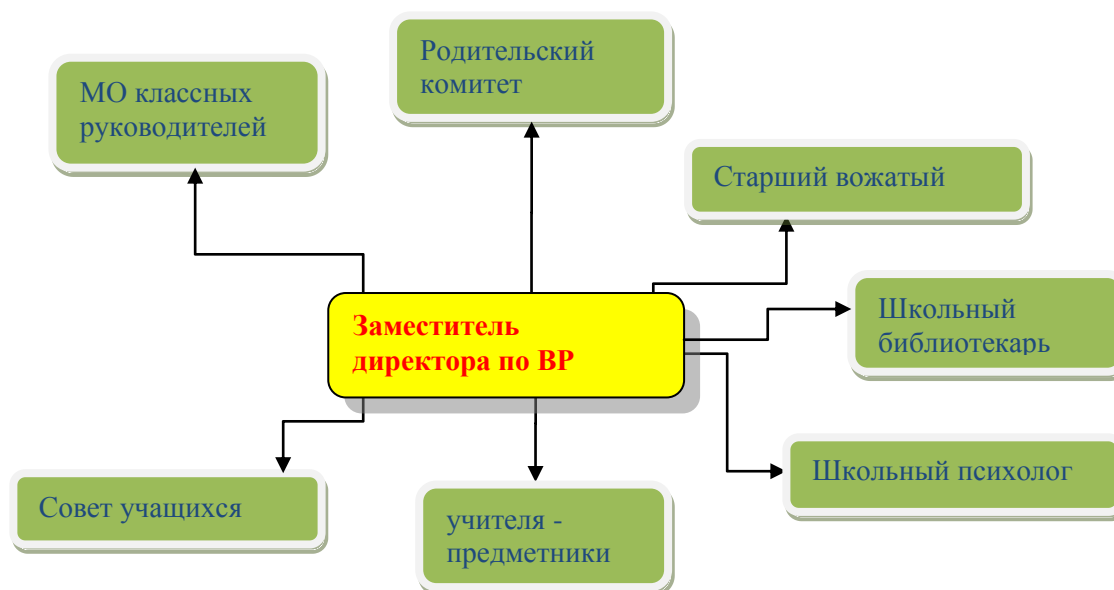 Родительский
комитет
МО классных
руководителей
Старший вожатый
Школьный
библиотекарь
Заместитель
директора по ВР
Школьный психолог
Совет учащихся
учителя -
предметники